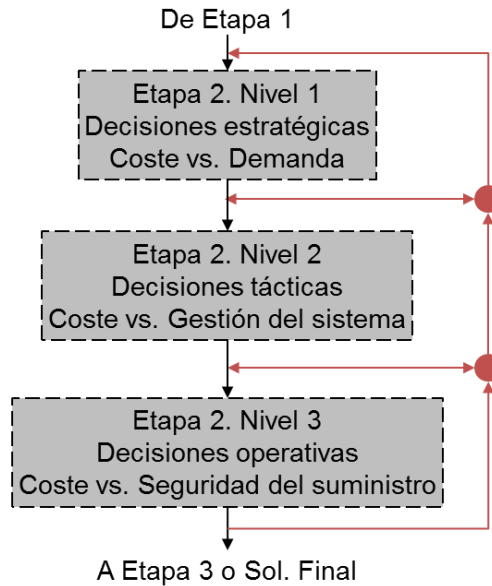 De Etapa 1
Etapa 2. Nivel 1
Decisiones estratégicas
Coste vs. Demanda
Etapa 2. Nivel 2
Decisiones tácticas
Coste vs. Gestión del sistema
Etapa 2. Nivel 3
Decisiones operativas
Coste vs. Seguridad del suministro
A Etapa 3 o Sol. Final